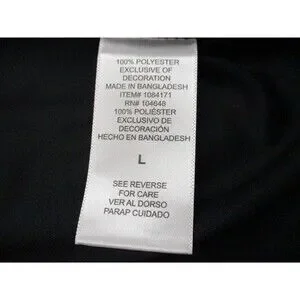 100% POLYESTER
EXCLUSIVE OF
DECORATION
MADE IN BANGLADESH
ITEM# 1084171
RN# 104648
100% POLIÉSTER
EXCLUSIVO DE
DECORACIÓN
HECHO EN BANGLADESH
L
SEE REVERSE
FOR CARE
VER AL DORSO
PARAP CUIDADO